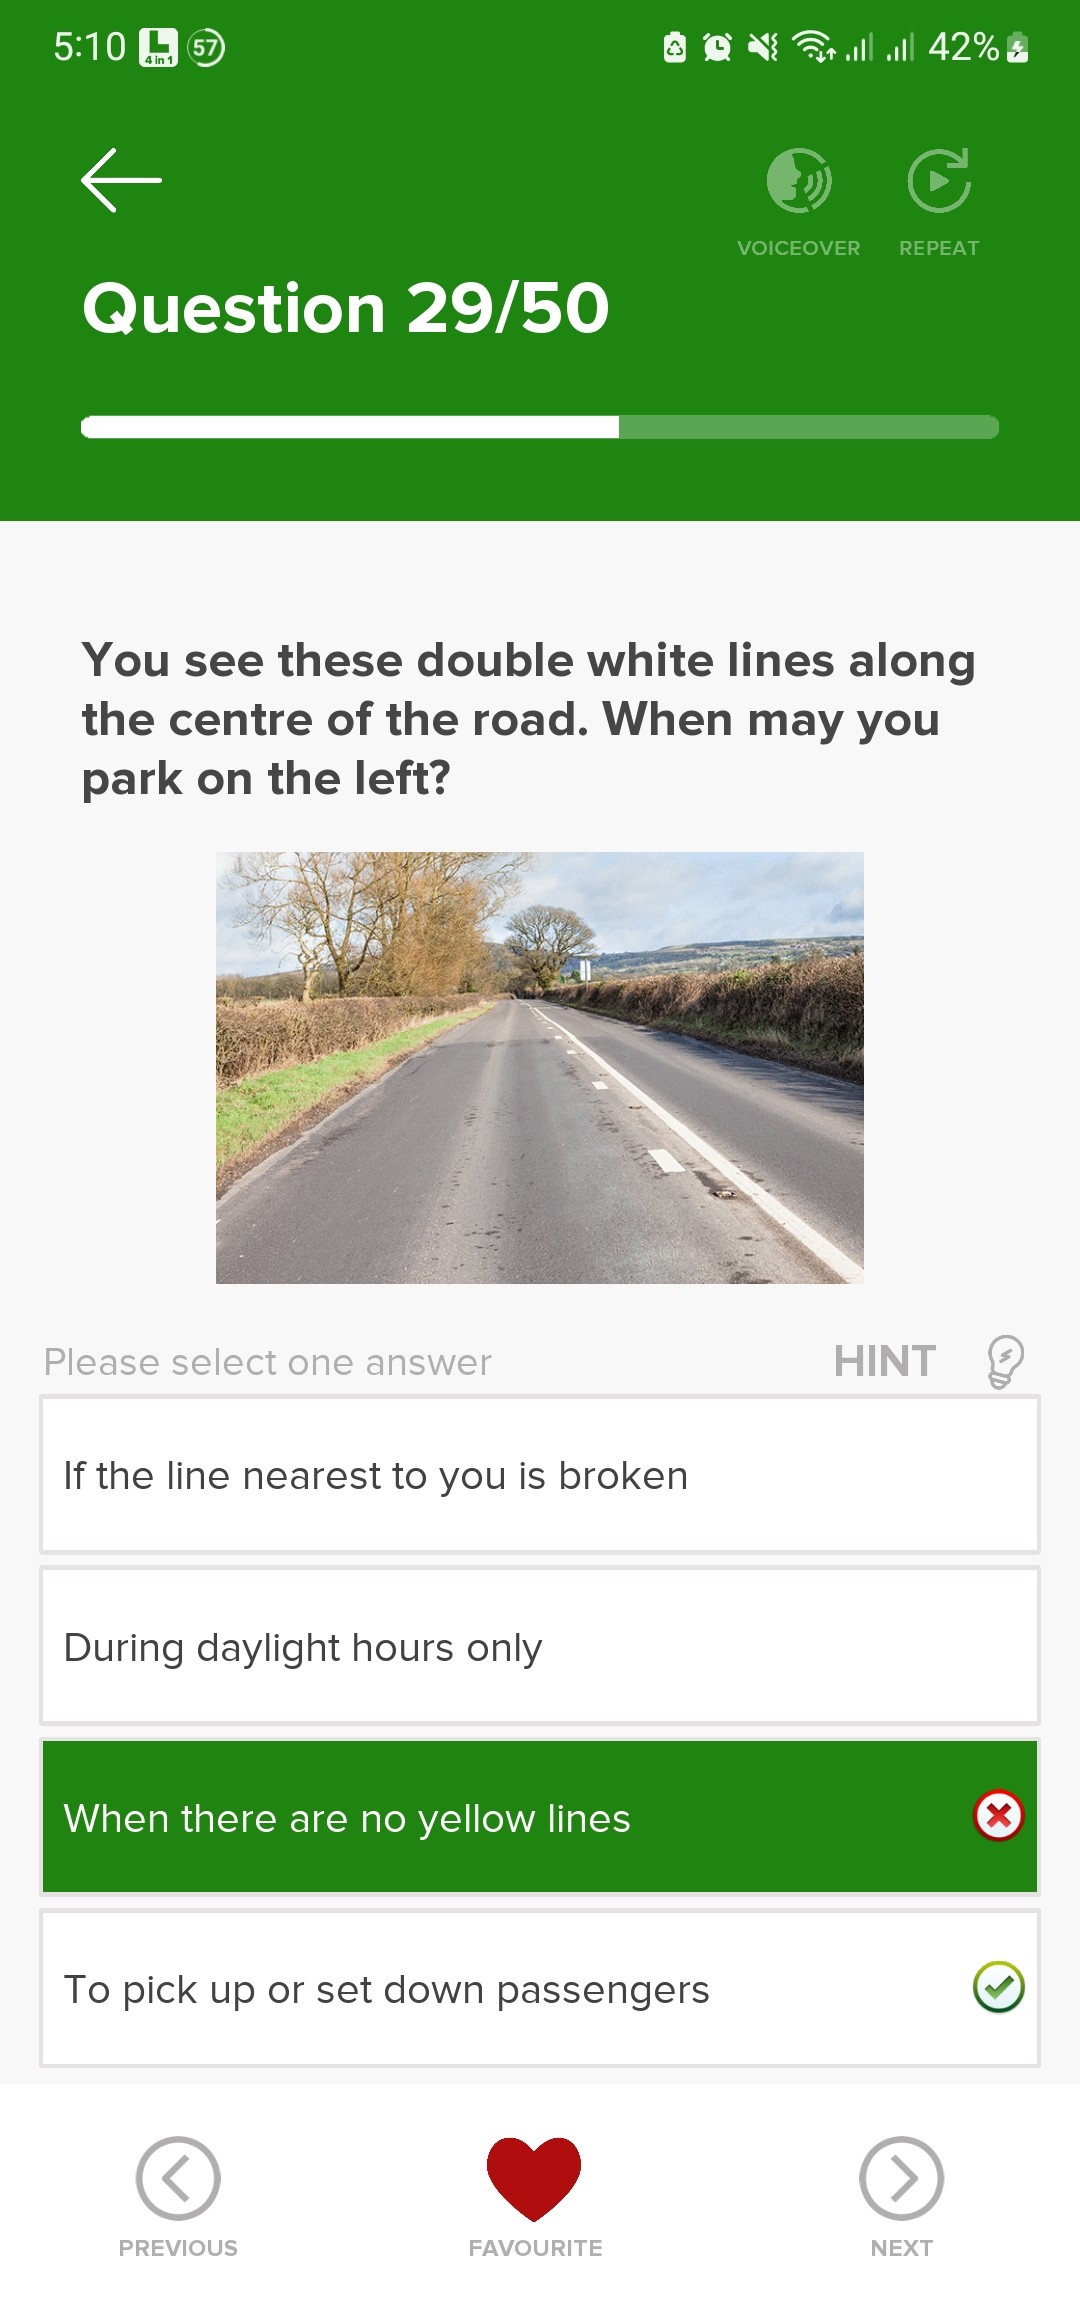 5:10 L 4 in 1 57 42%
VOICEOVER REPEAT
Question 29/50
You see these double white lines along
the centre of the road. When may you
park on the left?
Please select one answer HINT
If the line nearest to you is broken
During daylight hours only
When there are no yellow lines
To pick up or set down passengers
PREVIOUS FAVOURITE NEXT